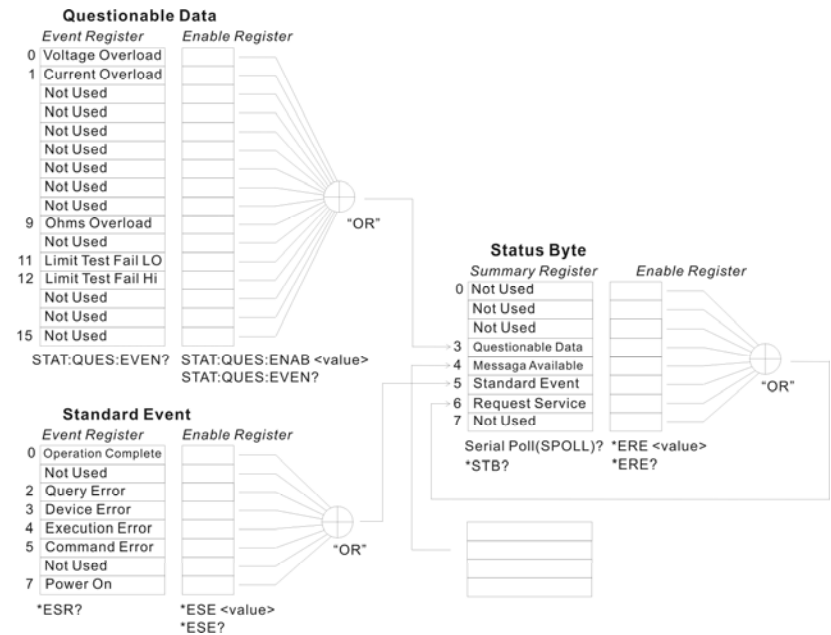 Questionable Data
Event Register Enable Register
0 Voltage Overload
1 Current Overload
Not Used
Not Used
Not Used
Not Used
Not Used
Not Used
Not Used
9 Ohms Overload
Not Used
11 Limit Test Fail LO
12 Limit Test Fail Hi
Not Used
Not Used
15 Not Used
"OR"
STAT:QUES:EVEN? STAT:QUES:ENAB <value>
STAT:QUES:EVEN?
Standard Event
Event Register Enable Register
0 Operation Complete
Not Used
2 Query Error
3 Device Error
4 Execution Error
5 Command Error
Not Used
7 Power On
"OR"
*ESR? *ESE <value>
*ESE?
Status Byte
Summary Register Enable Register
0 Not Used
Not Used
Not Used
3 Questionable Data
4 Messaga Available
5 Standard Event
6 Request Service
7 Not Used
"OR"
Serial Poll(SPOLL)? *ERE <value>
*STB? *ERE?